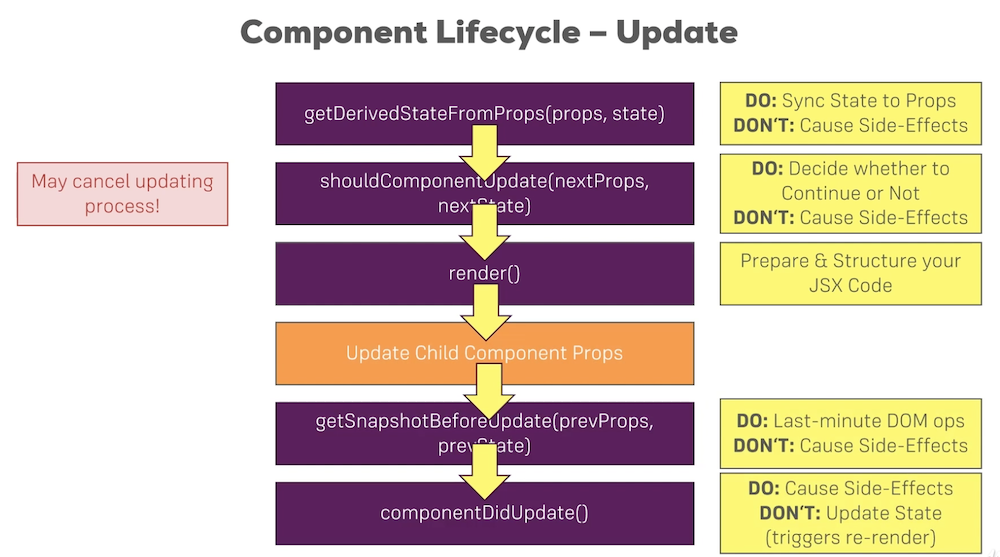 Component Lifecycle – Update
getDerivedStateFromProps(props, state)
DO: Sync State to Props
DON‘T: Cause Side-Effects
May cancel updating
process!
shouldComponentUpdate(nextProps,
nextState)
DO: Decide whether to
Continue or Not
DON‘T: Cause Side-Effects
render()
Prepare & Structure your
JSX Code
Update Child Component Props
getSnapshotBeforeUpdate(prevProps,
prevState)
DO: Last-minute DOM ops
DON‘T: Cause Side-Effects
componentDidUpdate()
DO: Cause Side-Effects
DON‘T: Update State
(triggers re-render)